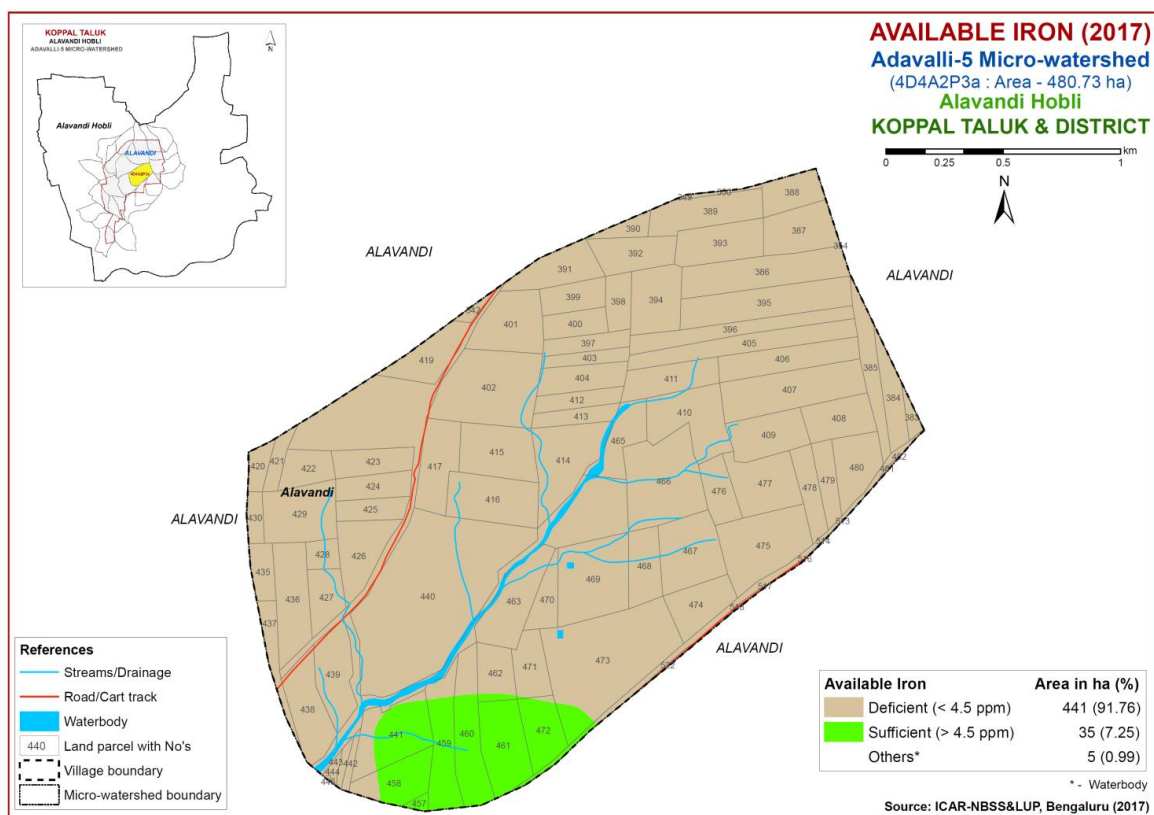 KOPPAL TALUK
ALAVANDI HOBLI
ADAVALLI-5 MICRO-WATERSHED
N
Alavandi Hobli
ALAVANDI
4D4A2P3a
AVAILABLE IRON (2017)
Adavalli-5 Micro-watershed
(4D4A2P3a : Area - 480.73 ha)
Alavandi Hobli
KOPPAL TALUK & DISTRICT
km
0 0.25 0.5 1
N
388
389
390
387
393
392
ALAVANDI
391
386
ALAVANDI
399
398
394
395
401
400
396
397
405
403
406
419
411
385
402
404
407
384
412
410
408
413
383
465
409
415
414
423
417
420
421
422
466
480
424
477
479
Alavandi
416
476
478
425
429
430
ALAVANDI
475
428
426
467
468
435
469
436
427
440
463
470
474
437
ALAVANDI
473
439
462
471
438
441
459
460
461
472
442
458
457
References
Streams/Drainage
Road/Cart track
Waterbody
440 Land parcel with No's
Village boundary
Micro-watershed boundary
Available Iron Area in ha (%)
Deficient (< 4.5 ppm) 441 (91.76)
Sufficient (> 4.5 ppm) 35 (7.25)
Others* 5 (0.99)
* - Waterbody
Source: ICAR-NBSS&LUP, Bengaluru (2017)